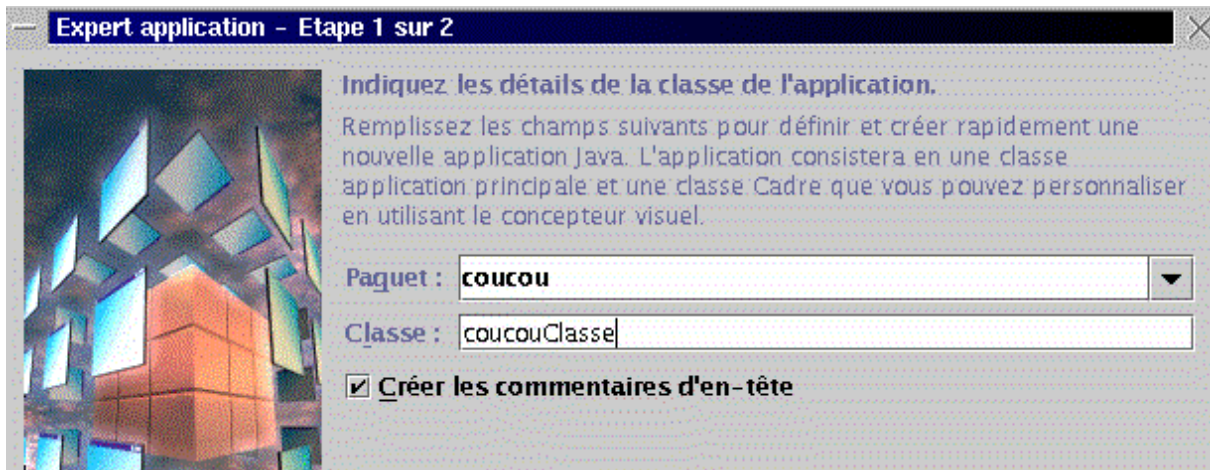 Expert application – Etape 1 sur 2
Indiquez les détails de la classe de l'application.
Remplissez les champs suivants pour définir et créer rapidement une
nouvelle application Java. L'application consistera en une classe
application principale et une classe Cadre que vous pouvez personnaliser
en utilisant le concepteur visuel.
Paquet : coucou
Classe : coucouClasse
Créer les commentaires d'en-tête